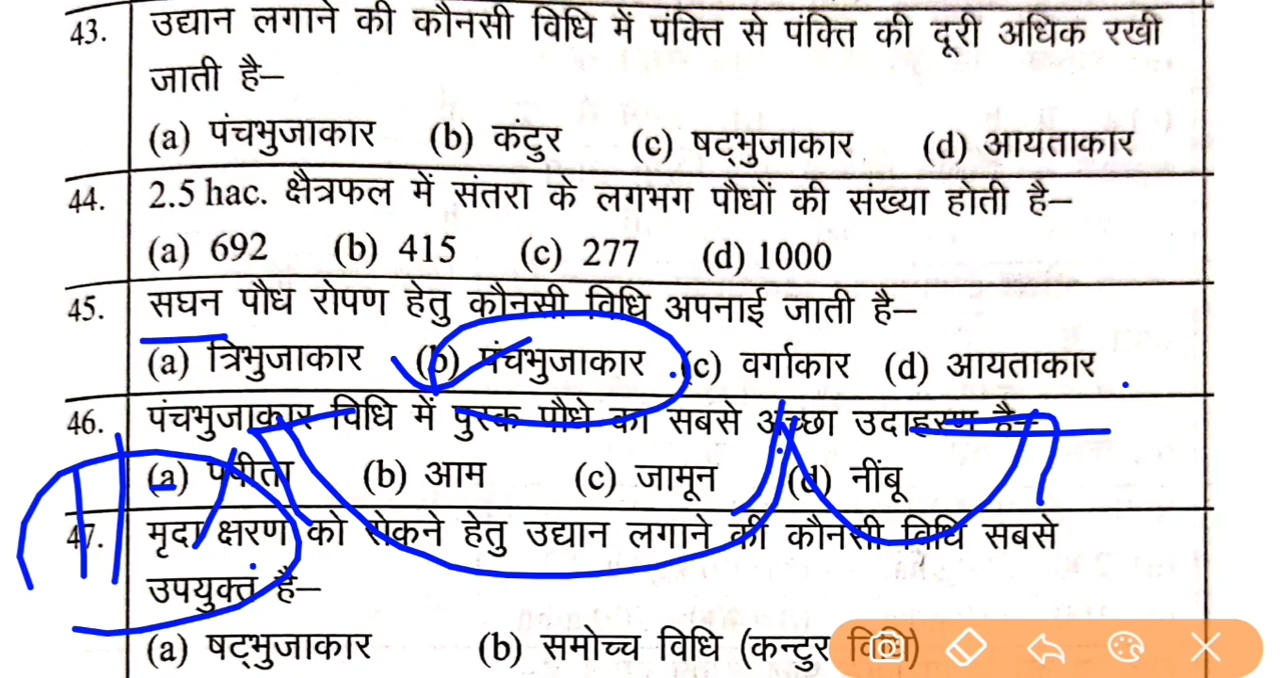 43. उद्यान लगाने की कौनसी विधि में पंक्ति से पंक्ति की दूरी अधिक रखी
जाती है–
(a) पंचभुजाकार (b) कंटुर (c) षट्भुजाकार (d) आयताकार
44. 2.5 hac. क्षैत्रफल में संतरा के लगभग पौधों की संख्या होती है–
(a) 692 (b) 415 (c) 277 (d) 1000
45. सघन पौध रोपण हेतु कौनसी विधि अपनाई जाती है–
(a) त्रिभुजाकार (b) पंचभुजाकार (c) वर्गाकार (d) आयताकार
46. पंचभुजाकार विधि में पुरक पौधे का सबसे अच्छा उदाहरण है–
(a) पपीता (b) आम (c) जामून (d) नींबू
47. मृदा क्षरण को रोकने हेतु उद्यान लगाने की कौनसी विधि सबसे
उपयुक्त है–
(a) षट्भुजाकार (b) समोच्च विधि (कन्टुर विधि)